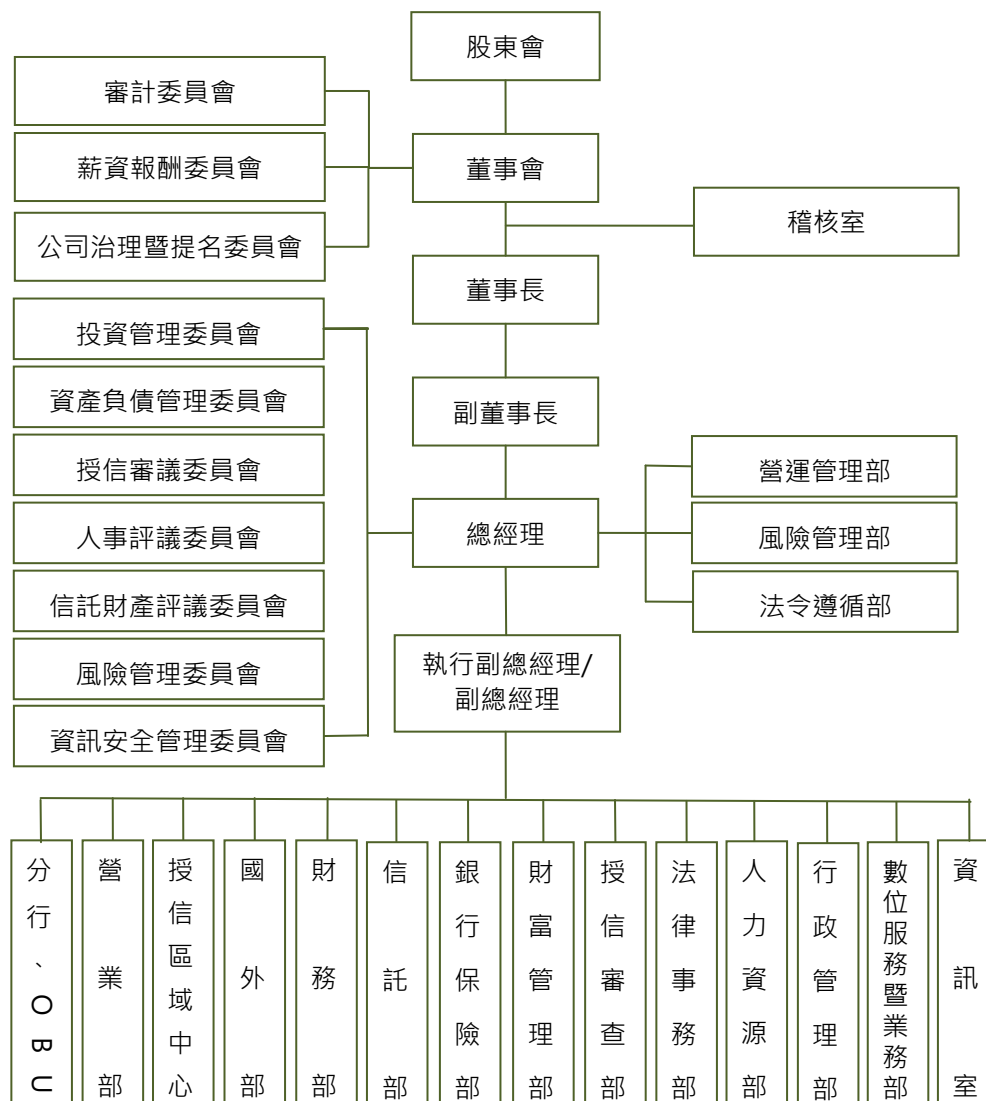 股東會
審計委員會
薪資報酬委員會
董事會
公司治理暨提名委員會
稽核室
董事長
投資管理委員會
資產負債管理委員會
副董事長
授信審議委員會
營運管理部
人事評議委員會
總經理
風險管理部
信託財產評議委員會
法令遵循部
風險管理委員會
執行副總經理/
副總經理
資訊安全管理委員會
分行、OBU
營業部
授信區域中心
國外部
財務部
信託部
銀行保險部
財富管理部
授信審查部
法律事務部
人力資源部
行政管理部
數位服務暨業務部
資訊室